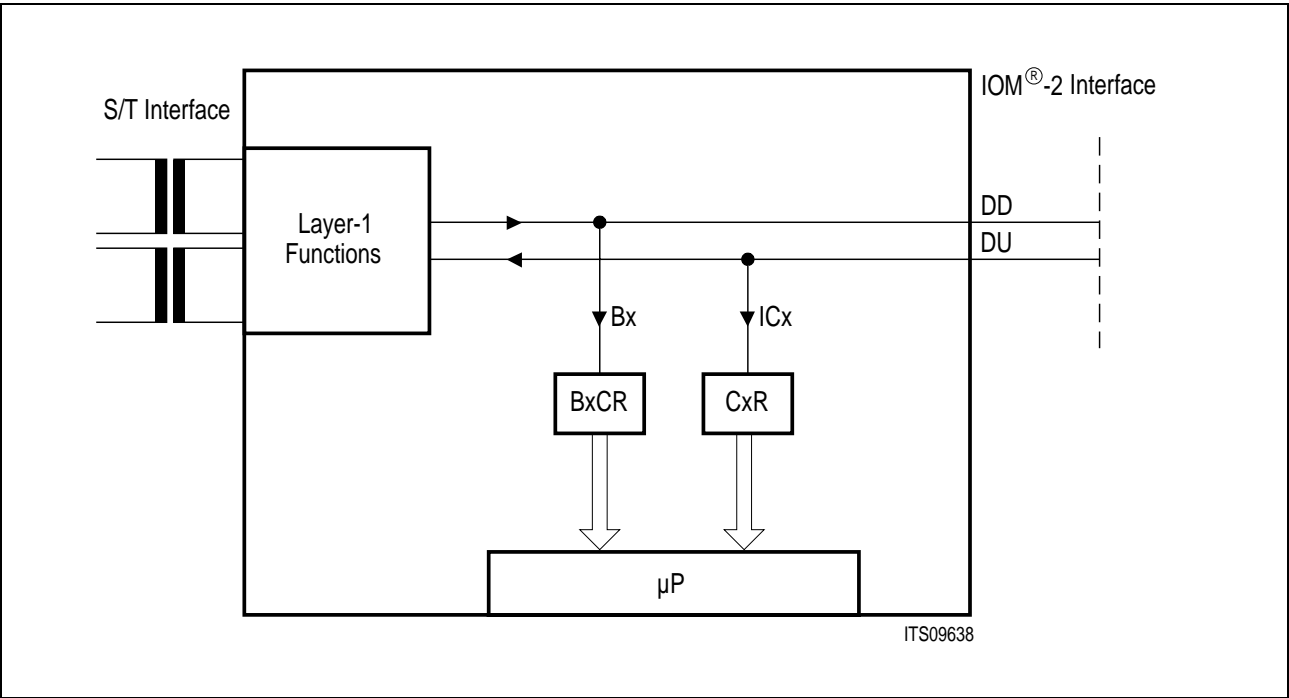 IOM®-2 Interface
S/T Interface
Layer-1
Functions
DD
DU
Bx
ICx
BxCR
CxR
µP
ITS09638